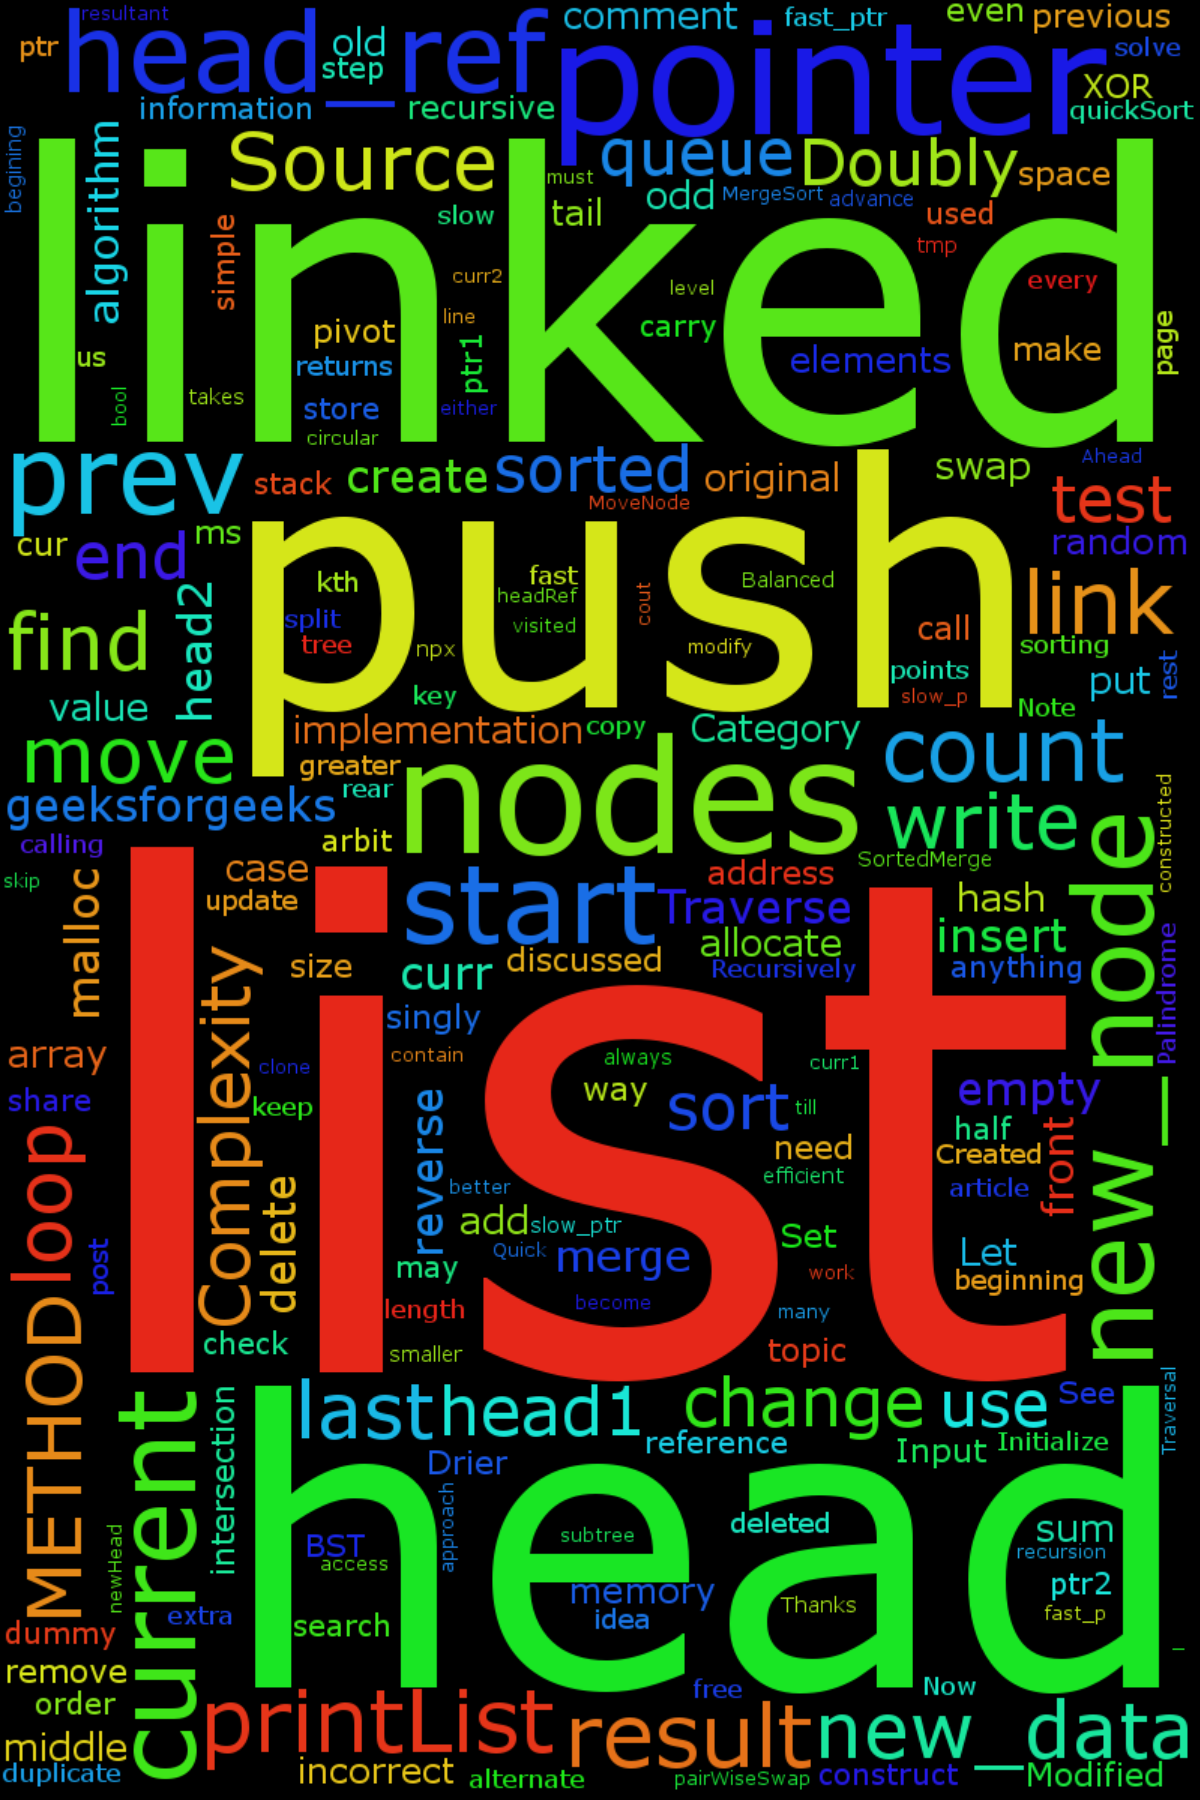 resultant
comment
fast_ptr
even
previous
ptr
head_ref
old
step
pointer
solve
XOR
information
recursive
quickSort
begining
algorithm
Source
queue
Doubly
space
must
tail
odd
MergeSort
advance
used
slow
simple
tmp
linked
curr2
level
every
line
carry
pivot
us
returns
ptr1
elements
make
page
bool
takes
store
either
circular
prev
stack
create
sorted
original
swap
Ahead
MoveNode
test
cur
end
ms
push
random
kth
fast
headRef
cout
Balanced
link
find
head2
split
tree
visited
npx
modify
call
sorting
points
put
rest
key
slow_p
value
Note
implementation
copy
Category
move
greater
nodes
count
geeksforgeeks
rear
write
constructed
calling
arbit
SortedMerge
skip
malloc
case
update
start
address
Traverse
hash
new_node
allocate
insert
size
curr
discussed
Recursively
anything
Palindrome
Complexity
list
singly
array
contain
always
curr1
clone
way
share
keep
reverse
sort
till
empty
half
loop
need
Created
front
efficient
better
article
delete
add
slow_ptr
Set
post
Quick
merge
Let
may
work
beginning
METHOD
length
become
many
check
smaller
topic
current
intersection
last
head1
change
use
See
Traversal
reference
Input
Initialize
Drier
head
approach
deleted
sum
subtree
BST
access
recursion
newHead
memory
ptr2
idea
Thanks
fast_p
extra
search
dummy
remove
order
free
Now
printList
result
new_data
middle
duplicate
incorrect
alternate
pairWiseSwap
construct
Modified